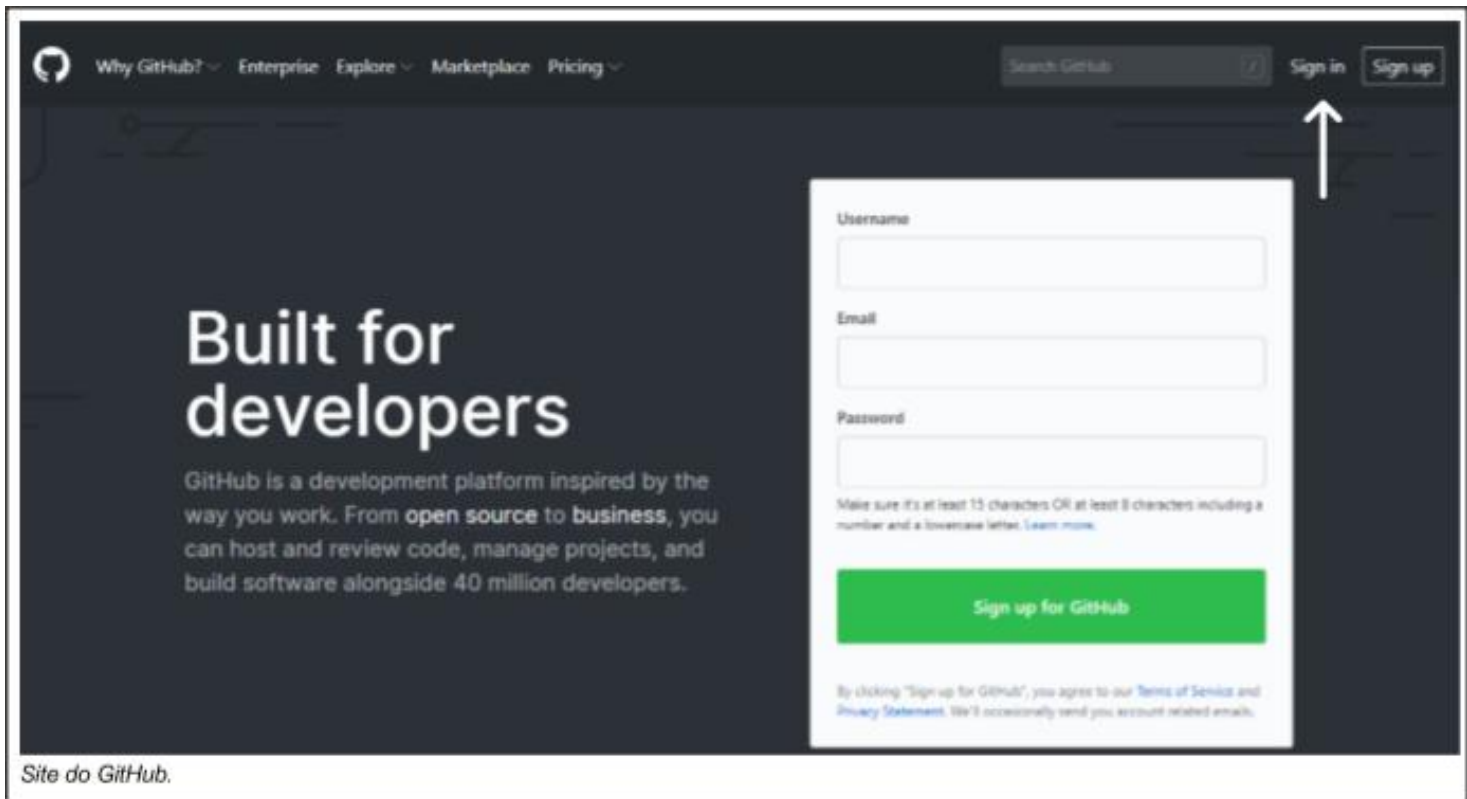 Why GitHub? Enterprise Explore Marketplace Pricing Search GitHub / Sign in Sign up
Built for
developers
GitHub is a development platform inspired by the
way you work. From open source to business, you
can host and review code, manage projects, and
build software alongside 40 million developers.
Username
Email
Password
Make sure it's at least 15 characters OR at least 8 characters including a
number and a lowercase letter. Learn more.
Sign up for GitHub
By clicking "Sign up for GitHub", you agree to our Terms of Service and
Privacy Statement. We'll occasionally send you account related emails.
Site do GitHub.